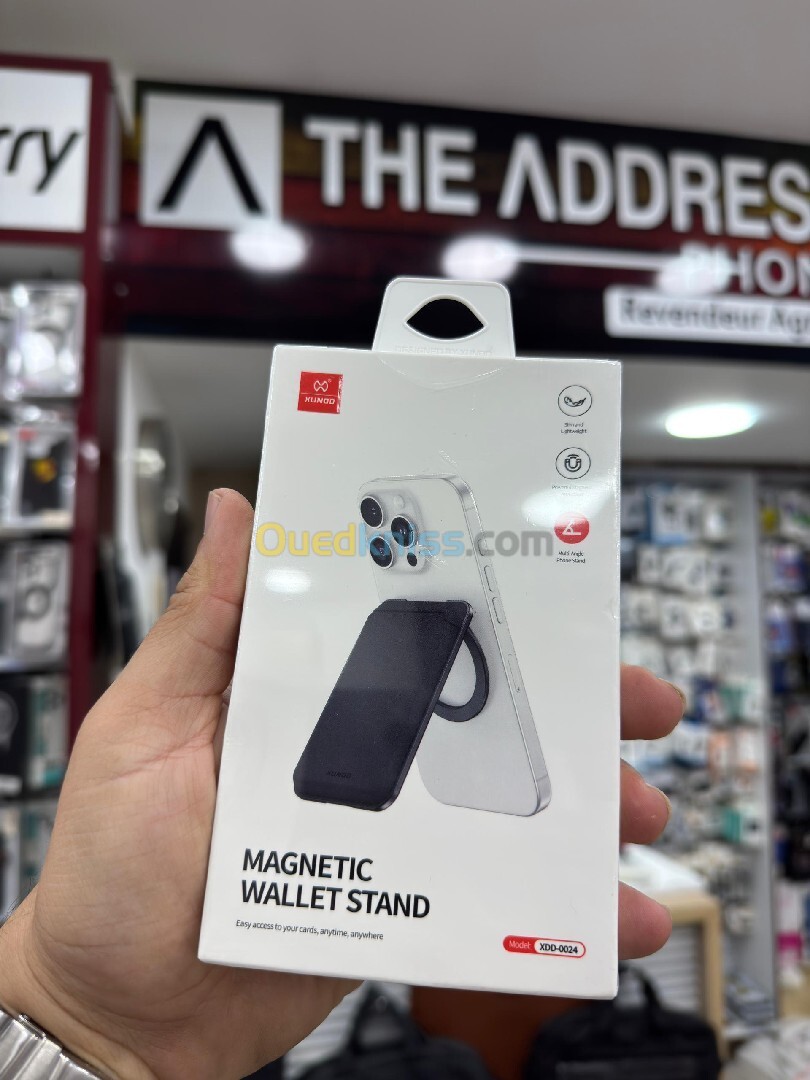 rry
THE ADDRES
PHON
Revendeur Agr
XUNDD
Slim and
Lightweight
Ouedkniss.com
Multi-Angle
Phone Stand
XUNDD
MAGNETIC
WALLET STAND
Easy access to your cards, anytime, anywhere
Model: XDD-0024